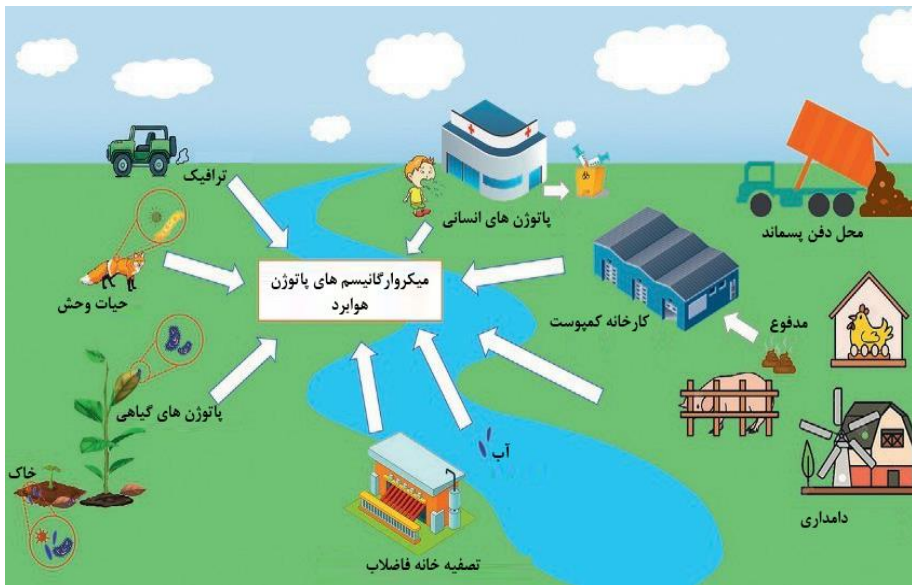 ترافیک
پاتوژن های انسانی
محل دفن پسماند
میکروارگانیسم های پاتوژن
هوابرد
حیات وحش
کارخانه کمپوست
مدفوع
پاتوژن های گیاهی
آب
خاک
دامداری
تصفیه خانه فاضلاب